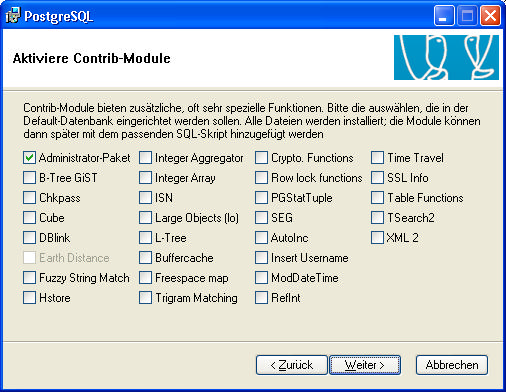 PostgreSQL
Aktiviere Contrib-Module
Contrib-Module bieten zusätzliche, oft sehr spezielle Funktionen. Bitte die auswählen, die in der
Default-Datenbank eingerichtet werden sollen. Alle Dateien werden installiert; die Module können
dann später mit dem passenden SQL-Skript hinzugefügt werden
Administrator-Paket Integer Aggregator Crypto. Functions Time Travel
B-Tree GiST Integer Array Row lock functions SSL Info
Chkpass ISN PGStatTuple Table Functions
Cube Large Objects (lo) SEG TSearch2
DBlink L-Tree AutoInc XML 2
Earth Distance Buffercache Insert Username
Fuzzy String Match Freespace map ModDateTime
Hstore Trigram Matching RefInt
< Zurück Weiter > Abbrechen